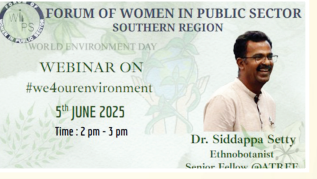 FORUM OF WOMEN IN PUBLIC SECTOR
SOUTHERN REGION
WORLD ENVIRONMENT DAY
WEBINAR ON
#we4ourenvironment
5th JUNE 2025
Time : 2 pm - 3 pm
Dr. Siddappa Setty
Ethnobotanist
Senior Fellow @ATREE